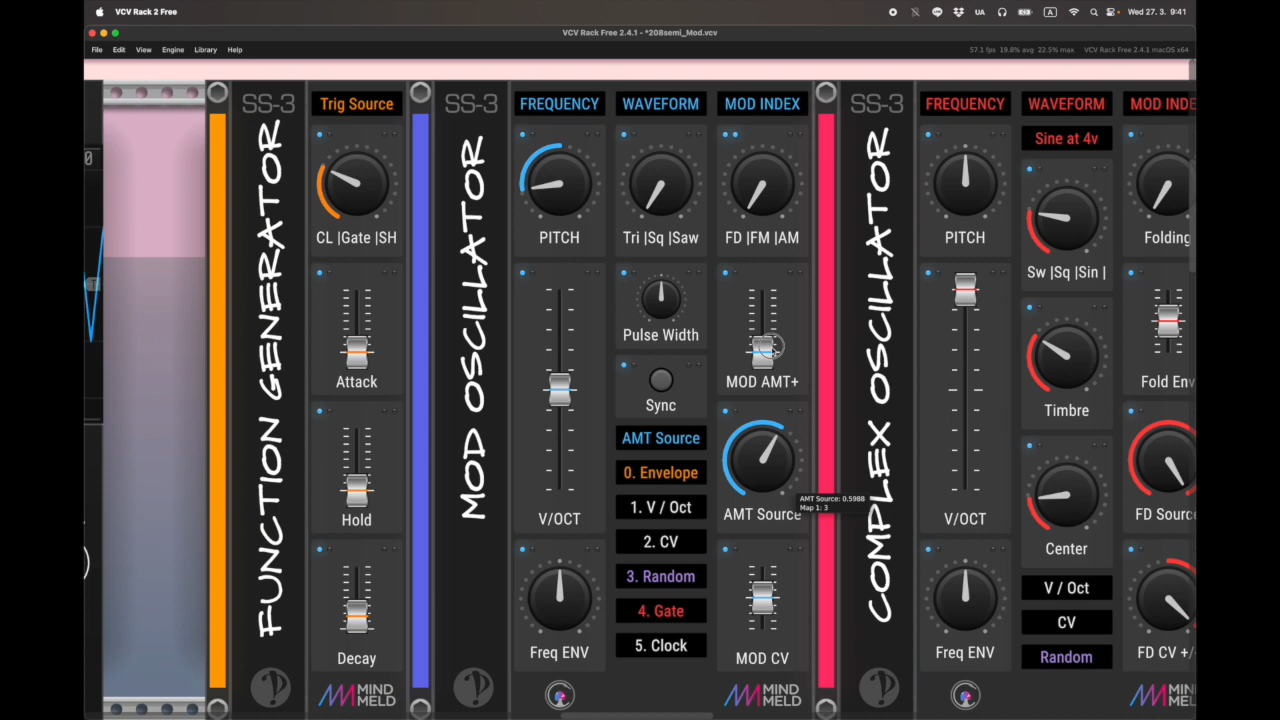 VCV Rack 2 Free
UA
A
Wed 27. 3. 9:41
VCV Rack Free 2.4.1 - *208semi_Mod.vcv
File Edit View Engine Library Help
57.1 fps 19.8% avg 22.5% max VCV Rack Free 2.4.1 macOS x64
0
SS-3
FUNCTION GENERATOR
Trig Source
CL |Gate |SH
Attack
Hold
Decay
MIND
MELD
SS-3
MOD OSCILLATOR
FREQUENCY
PITCH
V/OCT
Freq ENV
WAVEFORM
Tri |Sq |Saw
Pulse Width
Sync
AMT Source
0. Envelope
1. V / Oct
2. CV
3. Random
4. Gate
5. Clock
MOD INDEX
FD |FM |AM
MOD AMT+
AMT Source
AMT Source: 0.5988
Map 1: 3
MOD CV
MIND
MELD
SS-3
COMPLEX OSCILLATOR
FREQUENCY
PITCH
V/OCT
Freq ENV
WAVEFORM
Sine at 4v
Sw |Sq |Sin |
Timbre
Center
V / Oct
CV
Random
MOD INDE
Folding
Fold Env
FD Sourc
FD CV +/
MIND
MELD